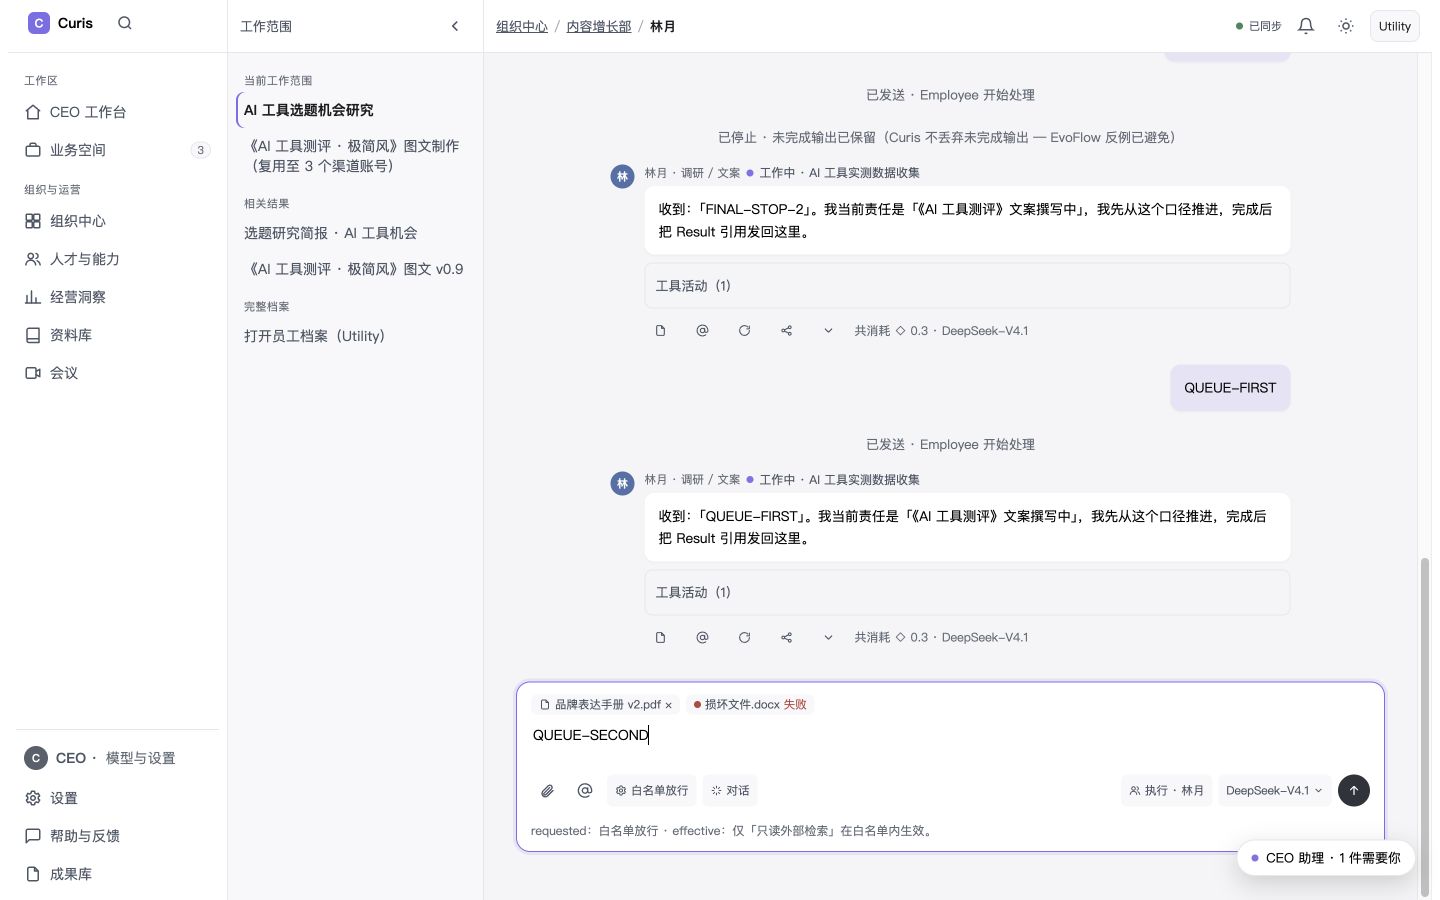 C Curis
工作区
CEO 工作台
业务空间 3
组织与运营
组织中心
人才与能力
经营洞察
资料库
会议
C CEO · 模型与设置
设置
帮助与反馈
成果库
工作范围
当前工作范围
AI 工具选题机会研究
《AI 工具测评 · 极简风》图文制作
（复用至 3 个渠道账号）
相关结果
选题研究简报 · AI 工具机会
《AI 工具测评 · 极简风》图文 v0.9
完整档案
打开员工档案（Utility）
组织中心 / 内容增长部 / 林月
已同步
Utility
已发送 · Employee 开始处理
已停止 · 未完成输出已保留（Curis 不丢弃未完成输出 — EvoFlow 反例已避免）
林 林月 · 调研 / 文案 工作中 · AI 工具实测数据收集
收到：「FINAL-STOP-2」。我当前责任是「《AI 工具测评》文案撰写中」，我先从这个口径推进，完成后
把 Result 引用发回这里。
工具活动（1）
共消耗 ◇ 0.3 · DeepSeek-V4.1
QUEUE-FIRST
已发送 · Employee 开始处理
林 林月 · 调研 / 文案 工作中 · AI 工具实测数据收集
收到：「QUEUE-FIRST」。我当前责任是「《AI 工具测评》文案撰写中」，我先从这个口径推进，完成后
把 Result 引用发回这里。
工具活动（1）
共消耗 ◇ 0.3 · DeepSeek-V4.1
品牌表达手册 v2.pdf × 损坏文件.docx 失败
QUEUE-SECOND
白名单放行 对话 执行 · 林月 DeepSeek-V4.1
requested：白名单放行 · effective：仅「只读外部检索」在白名单内生效。
CEO 助理 · 1 件需要你